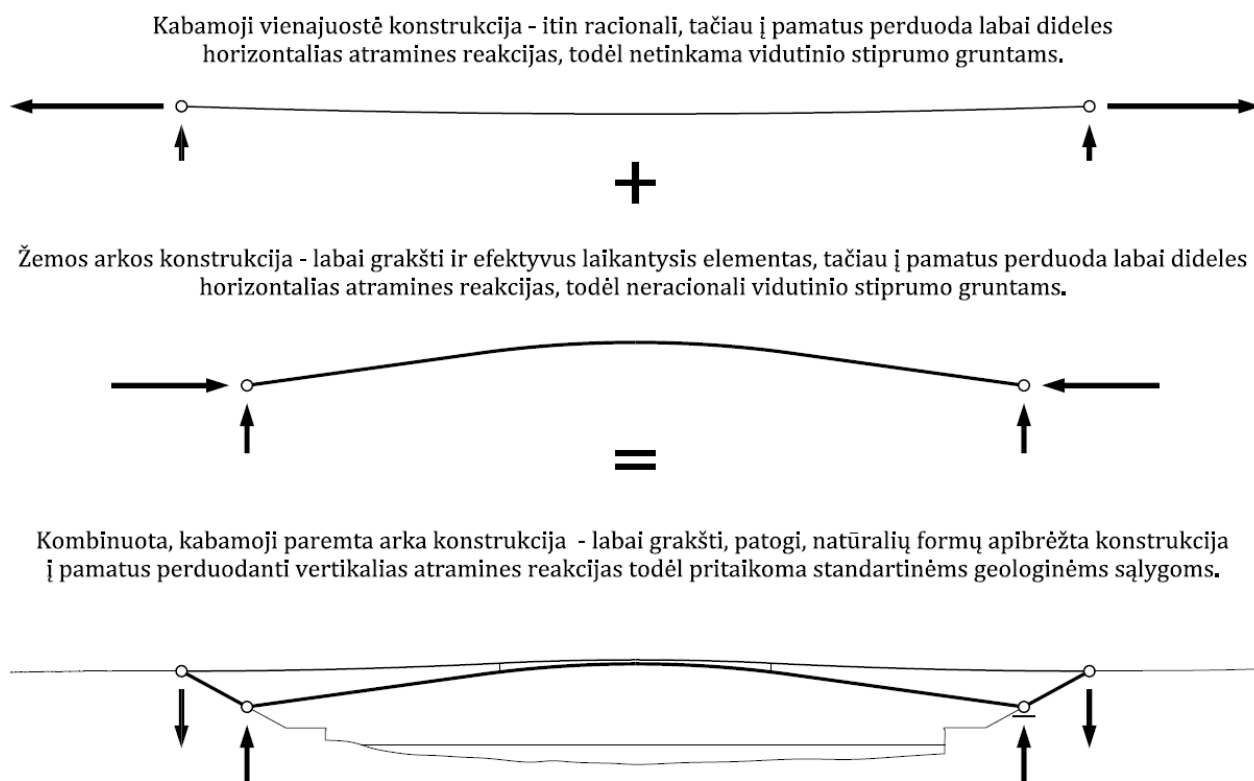 Kabamoji vienajuostė konstrukcija - itin racionali, tačiau į pamatus perduoda labai dideles
horizontalias atramines reakcijas, todėl netinkama vidutinio stiprumo gruntams.
+
Žemos arkos konstrukcija - labai grakšti ir efektyvus laikantysis elementas, tačiau į pamatus perduoda labai dideles
horizontalias atramines reakcijas, todėl neracionali vidutinio stiprumo gruntams.
=
Kombinuota, kabamoji paremta arka konstrukcija - labai grakšti, patogi, natūralių formų apibrėžta konstrukcija
į pamatus perduodanti vertikalias atramines reakcijas todėl pritaikoma standartinėms geologinėms sąlygoms.